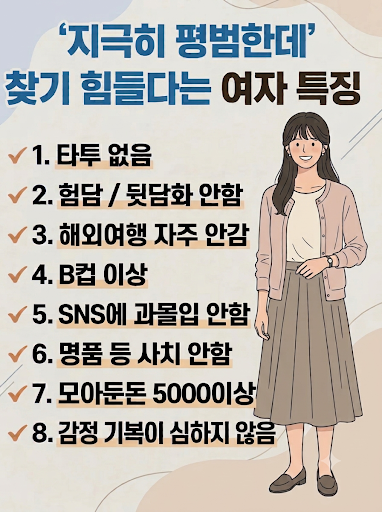 ‘지극히 평범한데’
찾기 힘들다는 여자 특징
✓ 1. 타투 없음
✓ 2. 험담 / 뒷담화 안함
✓ 3. 해외여행 자주 안감
✓ 4. B컵 이상
✓ 5. SNS에 과몰입 안함
✓ 6. 명품 등 사치 안함
✓ 7. 모아둔돈 5000이상
✓ 8. 감정 기복이 심하지 않음